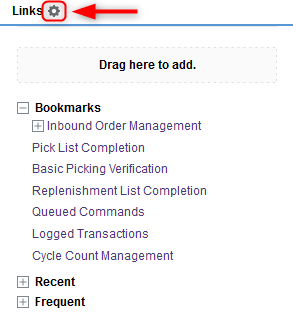 Links
Drag here to add.
Bookmarks
Inbound Order Management
Pick List Completion
Basic Picking Verification
Replenishment List Completion
Queued Commands
Logged Transactions
Cycle Count Management
Recent
Frequent